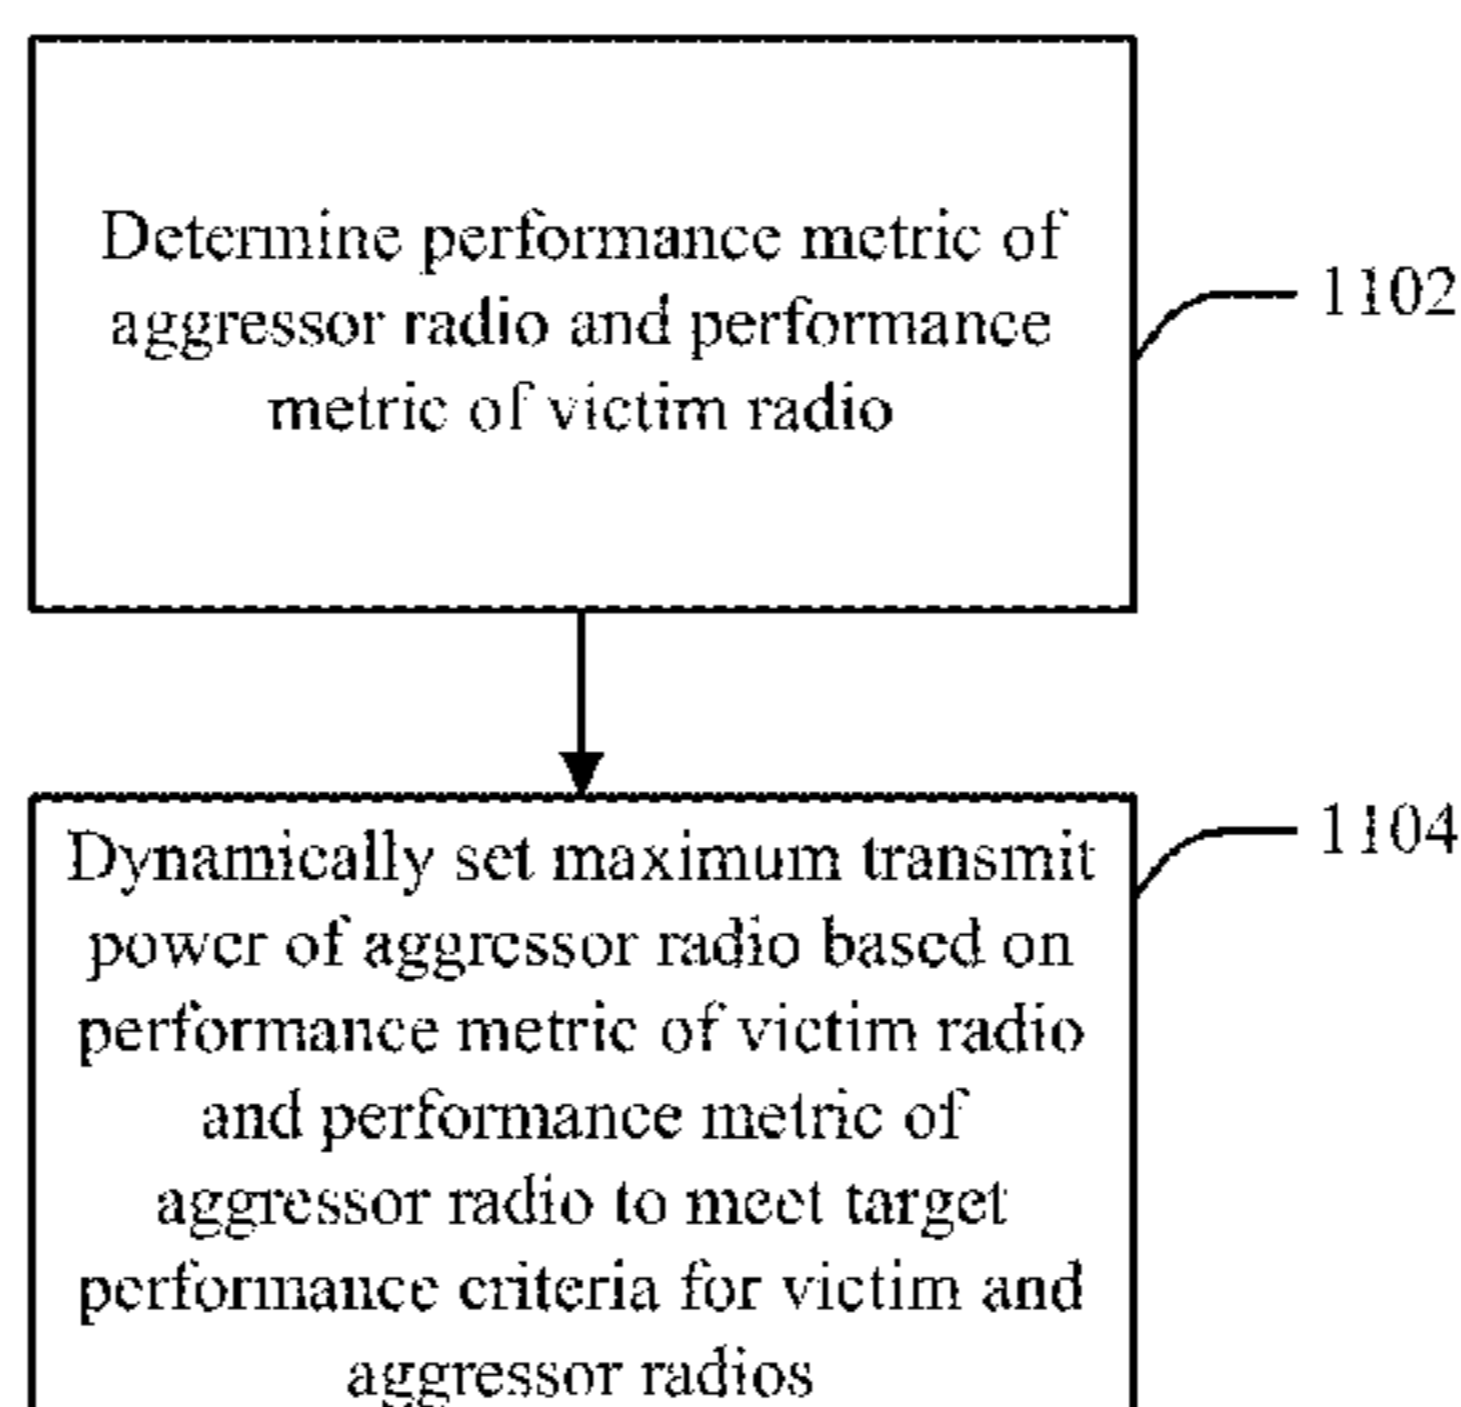 Determine performance metric of
aggressor radio and performance
metric of victim radio
1102
1104
Dynamically set maximum transmit
power of aggressor radio based on
performance metric of victim radio
and performance metric of
aggressor radio to meet target
performance criteria for victim and
aggressor radios